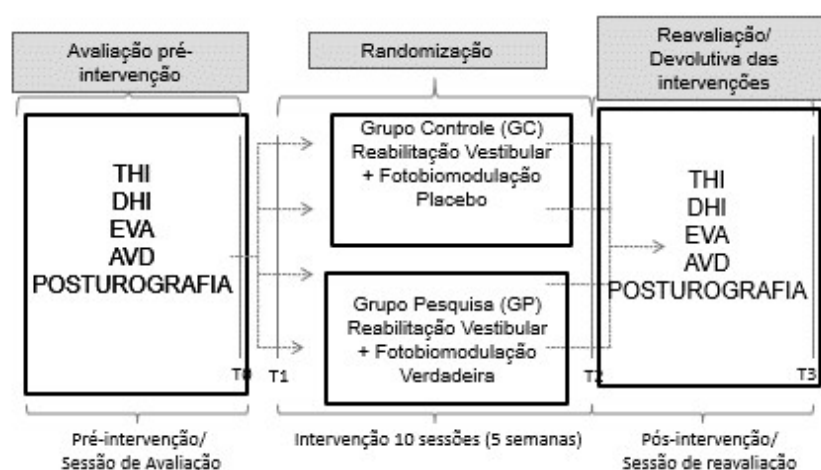 Avaliação pré-
intervenção
Randomização
Reavaliação/
Devolutiva das
intervenções
THI
DHI
EVA
AVD
POSTUROGRAFIA
Grupo Controle (GC)
Reabilitação Vestibular
+ Fotobiomodulação
Placebo
Grupo Pesquisa (GP)
Reabilitação Vestibular
+ Fotobiomodulação
Verdadeira
THI
DHI
EVA
AVD
POSTUROGRAFIA
T0
T1
T2
T3
Pré-intervenção/
Sessão de Avaliação
Intervenção 10 sessões (5 semanas)
Pós-intervenção/
Sessão de reavaliação